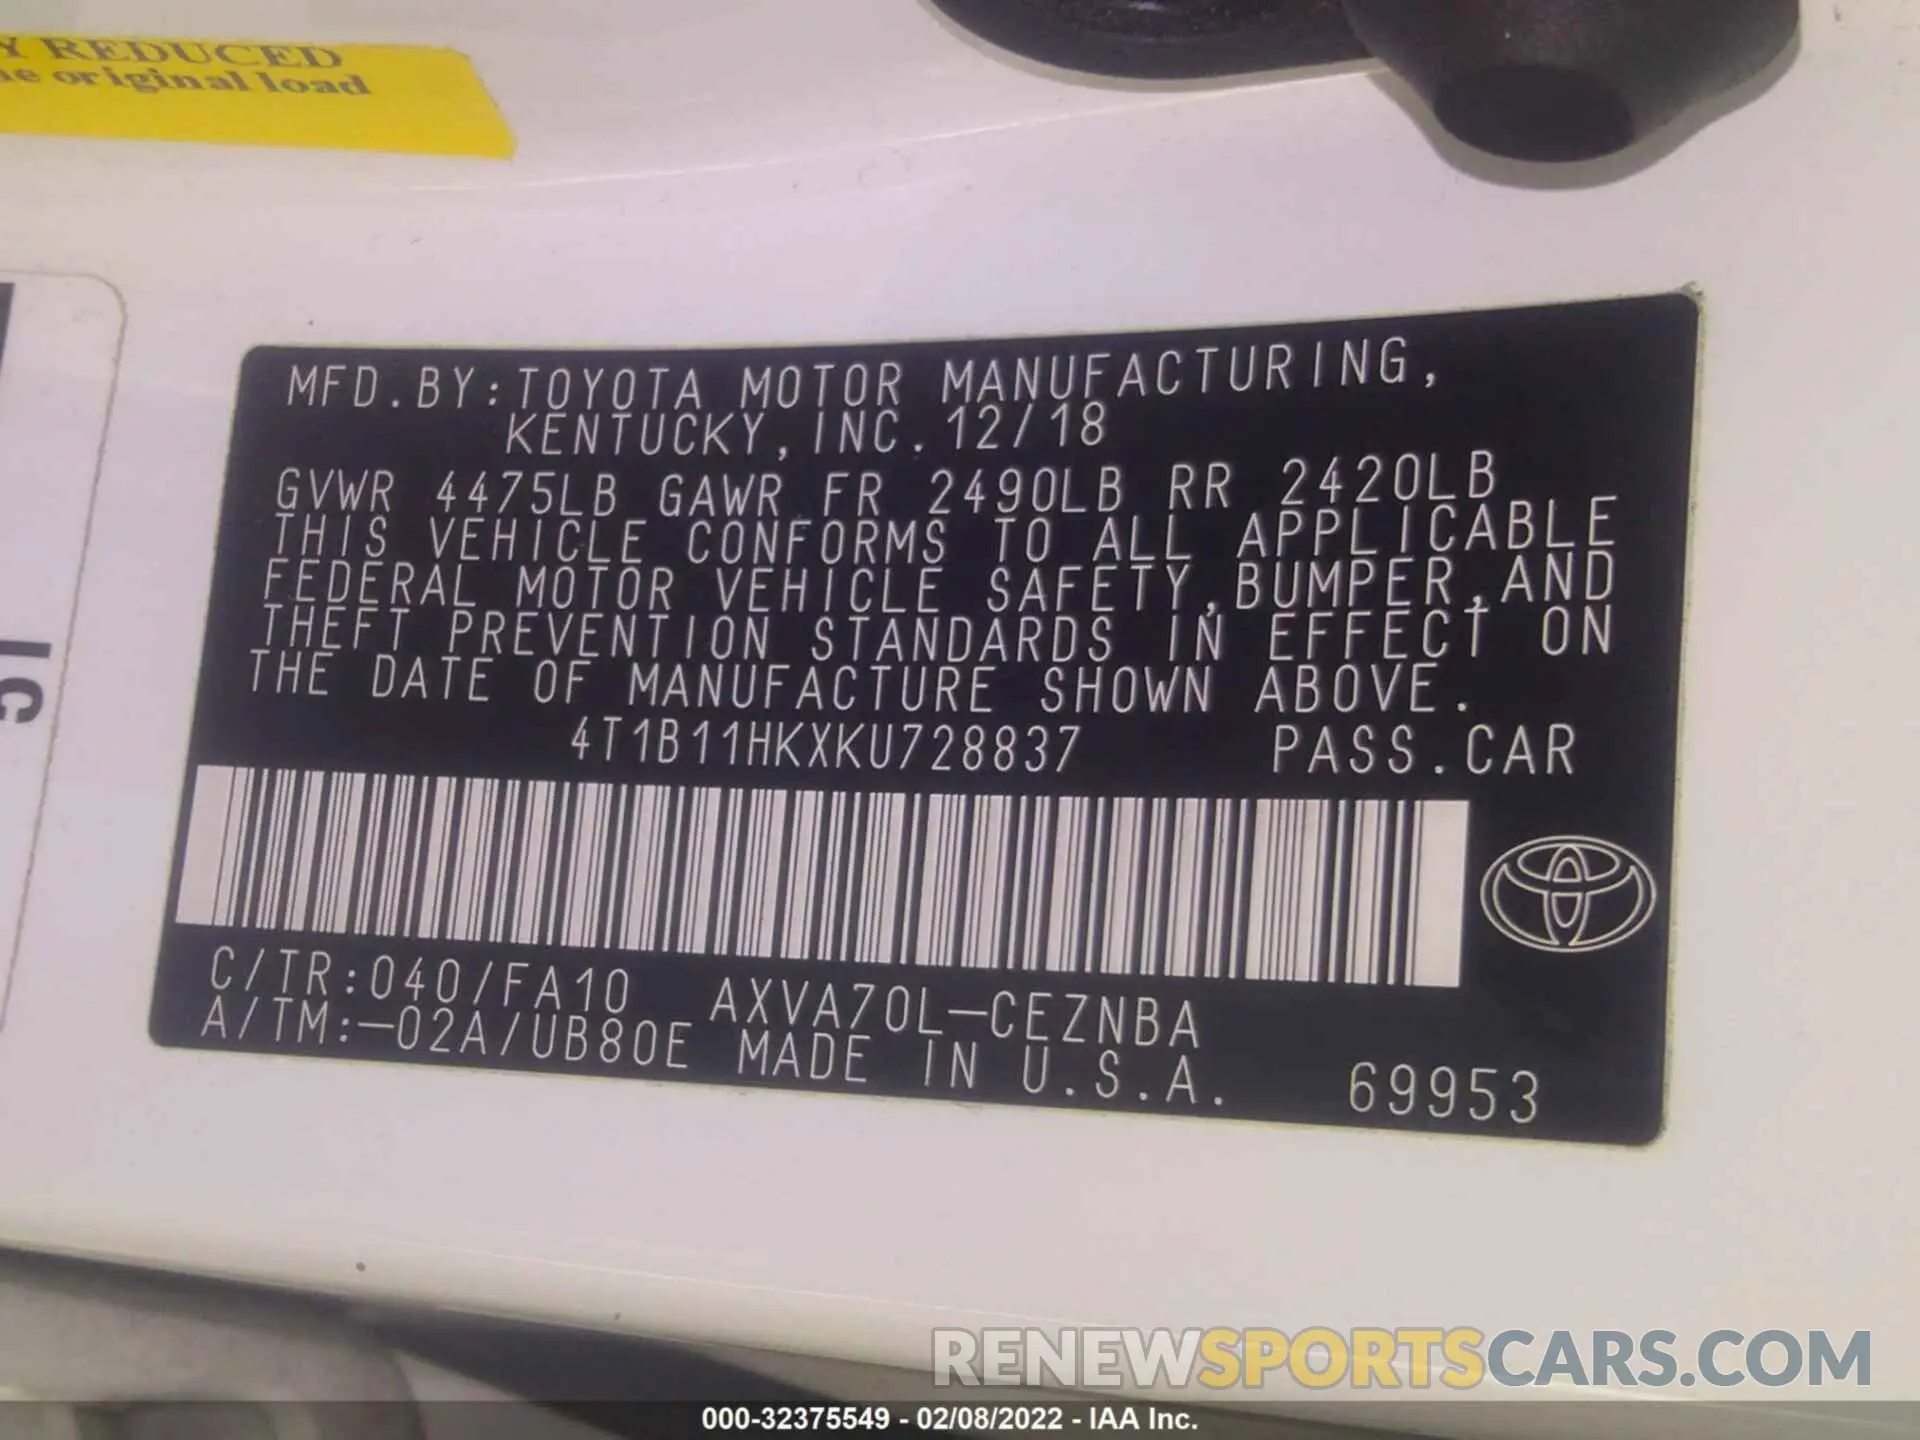 Y REDUCED
he original load
MFD.BY:TOYOTA MOTOR MANUFACTURING,
KENTUCKY,INC.12/18
GVWR 4475LB GAWR FR 2490LB RR 2420LB
THIS VEHICLE CONFORMS TO ALL APPLICABLE
FEDERAL MOTOR VEHICLE SAFETY,BUMPER,AND
THEFT PREVENTION STANDARDS IN EFFECT ON
THE DATE OF MANUFACTURE SHOWN ABOVE.
4T1B11HKXKU728837 PASS.CAR
C/TR:040/FA10 AXVA70L-CEZNBA
A/TM:-02A/UB80E MADE IN U.S.A. 69953
RENEWSPORTSCARS.COM
000-32375549 - 02/08/2022 - IAA Inc.